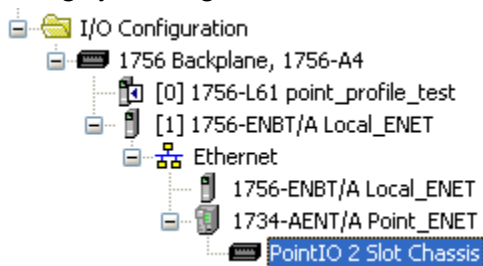 I/O Configuration
1756 Backplane, 1756-A4
[0] 1756-L61 point_profile_test
[1] 1756-ENBT/A Local_ENET
Ethernet
1756-ENBT/A Local_ENET
1734-AENT/A Point_ENET
PointIO 2 Slot Chassis